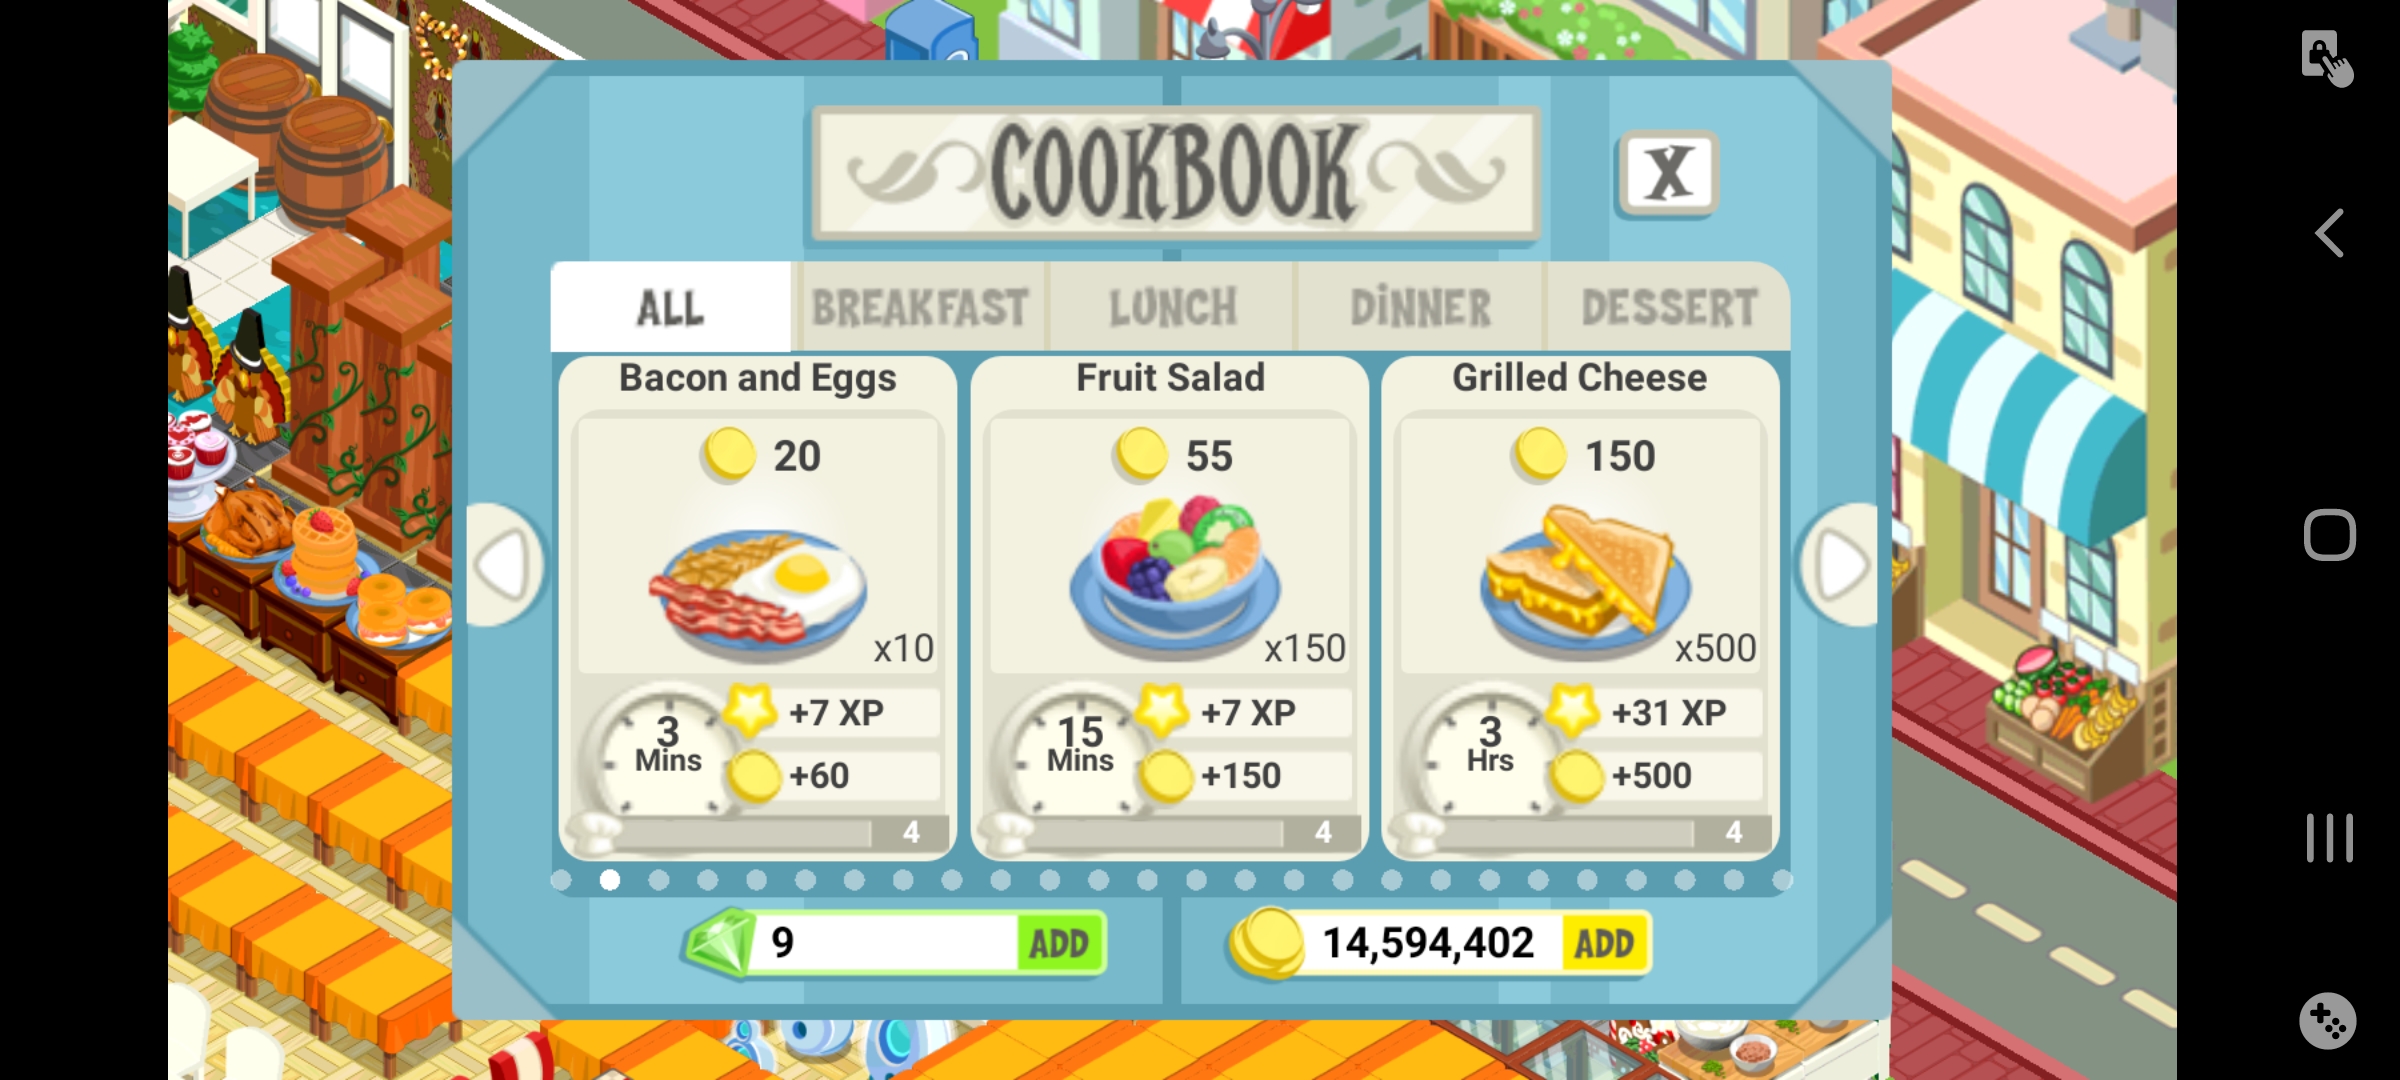 COOKBOOK
X
ALL BREAKFAST LUNCH DINNER DESSERT
Bacon and Eggs
20
x10
3
Mins
+7 XP
+60
4
Fruit Salad
55
x150
15
Mins
+7 XP
+150
4
Grilled Cheese
150
x500
3
Hrs
+31 XP
+500
4
9 ADD
14,594,402 ADD